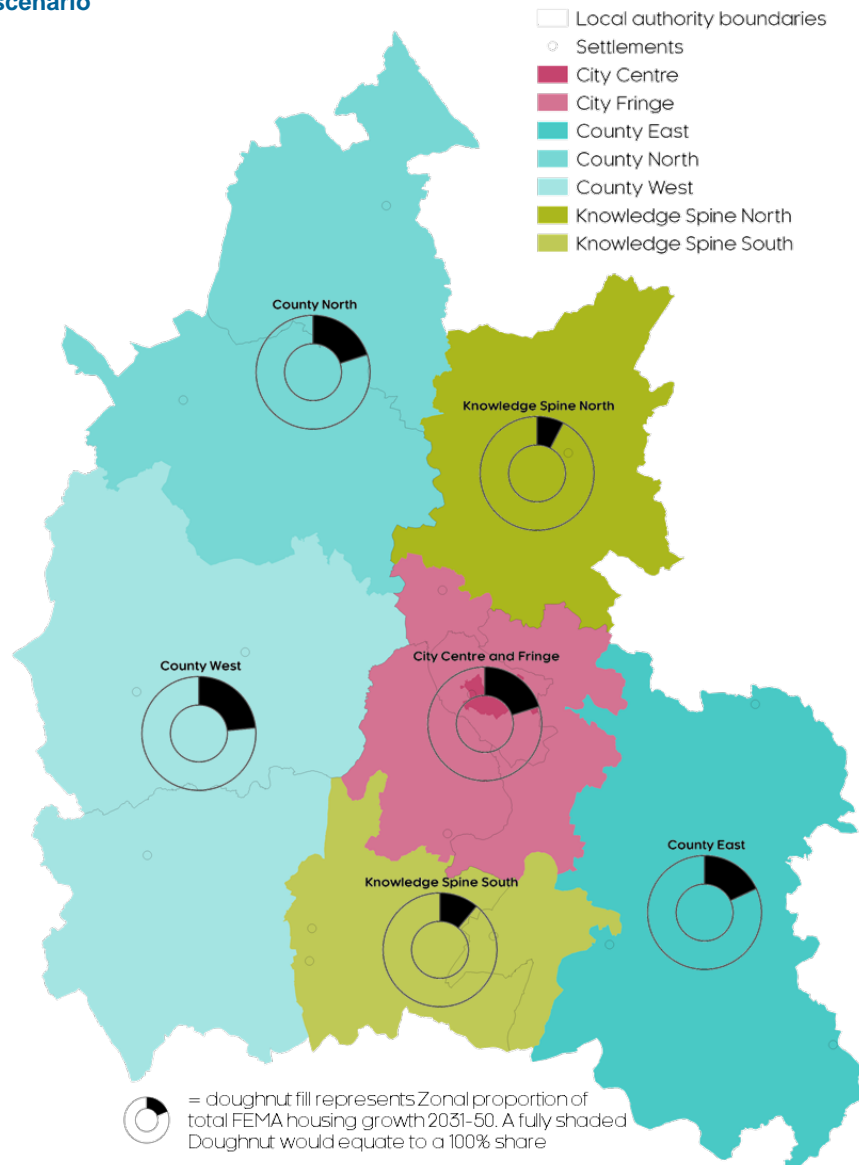 scenario
Local authority boundaries
Settlements
City Centre
City Fringe
County East
County North
County West
Knowledge Spine North
Knowledge Spine South
County North
Knowledge Spine North
City Centre and Fringe
County West
County East
Knowledge Spine South
= doughnut fill represents Zonal proportion of
total FEMA housing growth 2031-50. A fully shaded
Doughnut would equate to a 100% share